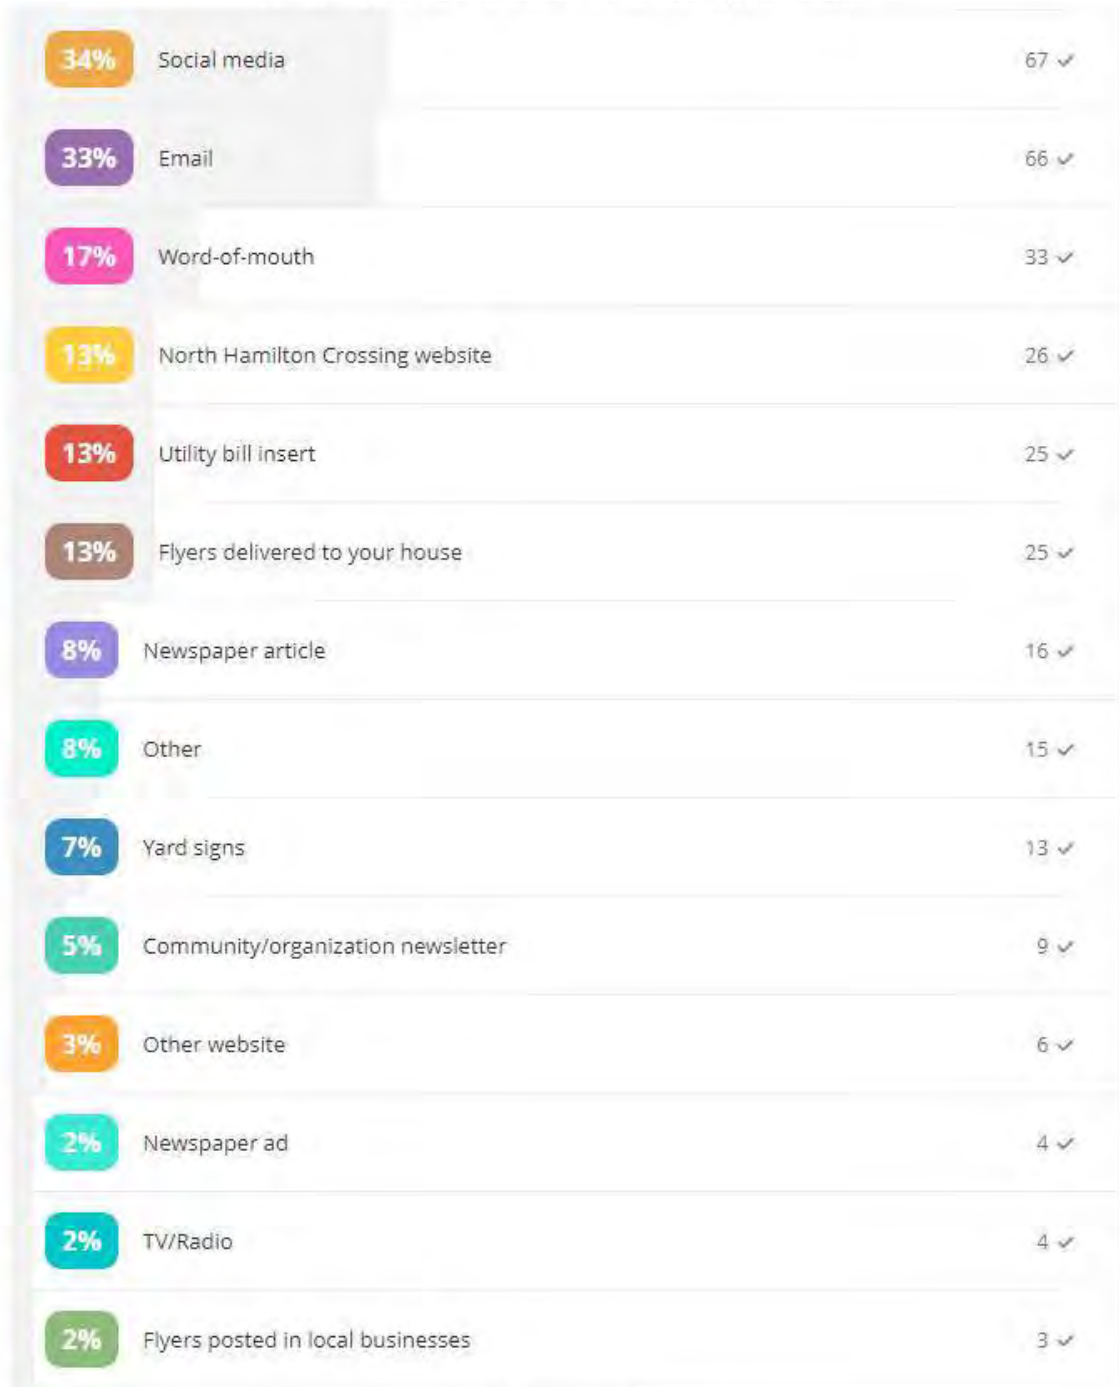 34% Social media 67
33% Email 66
17% Word-of-mouth 33
13% North Hamilton Crossing website 26
13% Utility bill insert 25
13% Flyers delivered to your house 25
8% Newspaper article 16
8% Other 15
7% Yard signs 13
5% Community/organization newsletter 9
3% Other website 6
2% Newspaper ad 4
2% TV/Radio 4
2% Flyers posted in local businesses 3